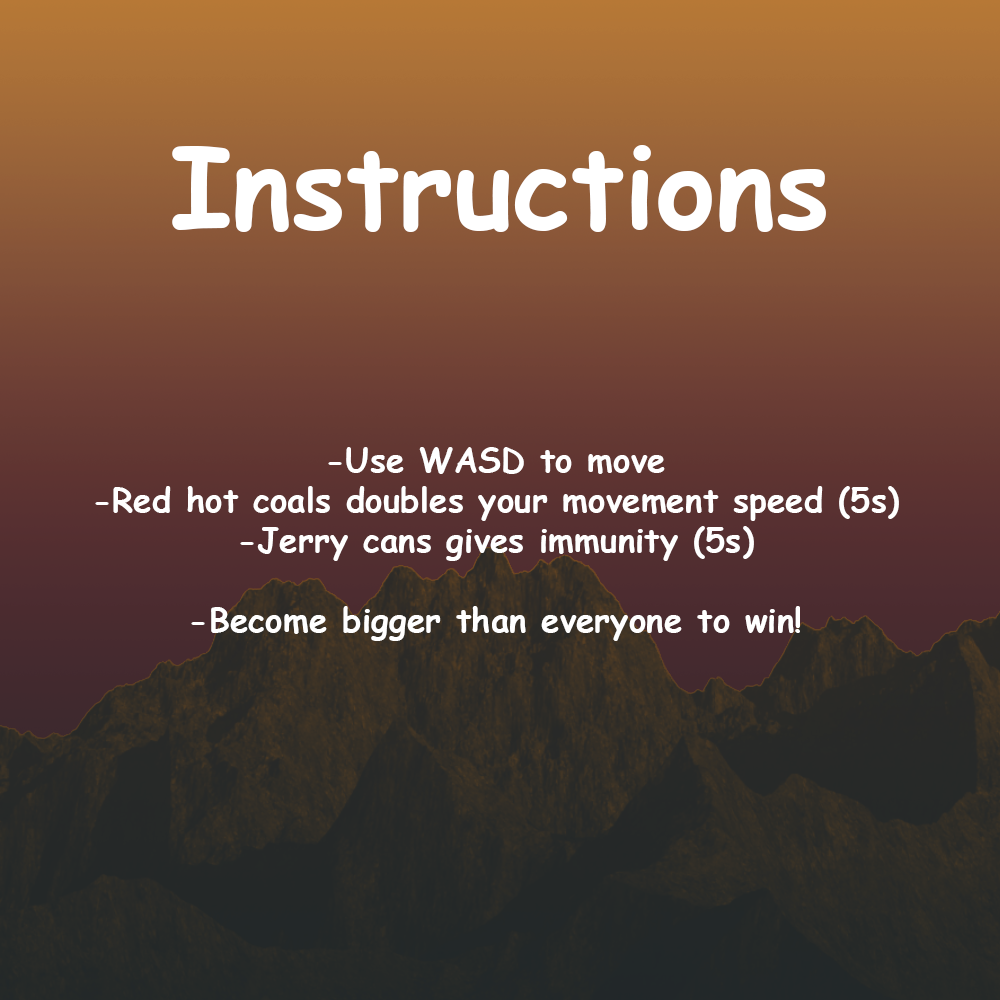 Instructions
-Use WASD to move
-Red hot coals doubles your movement speed (5s)
-Jerry cans gives immunity (5s)
-Become bigger than everyone to win!